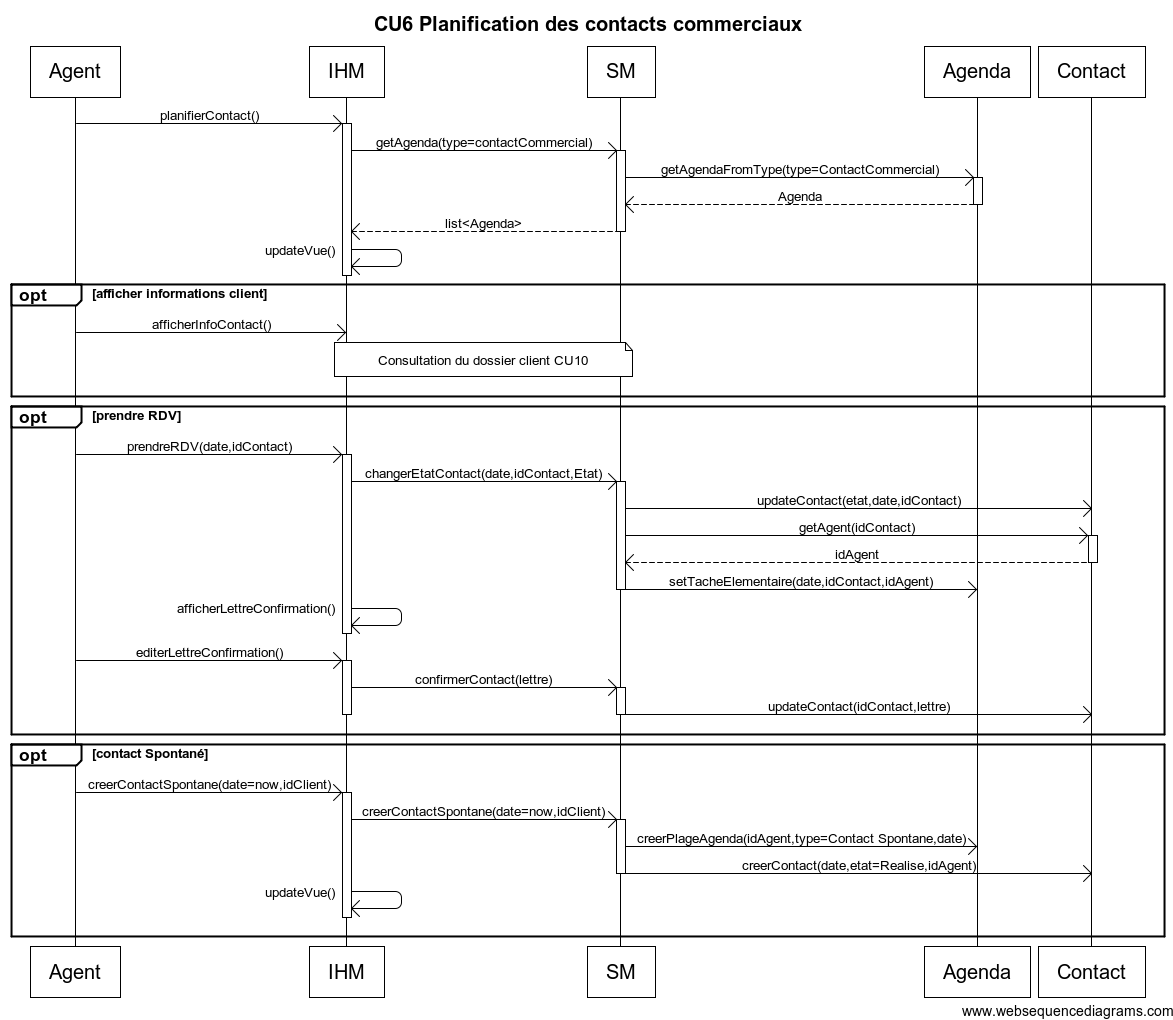 CU6 Planification des contacts commerciaux
Agent
IHM
SM
Agenda
Contact
planifierContact()
getAgenda(type=contactCommercial)
getAgendaFromType(type=ContactCommercial)
Agenda
list<Agenda>
updateVue()
opt
[afficher informations client]
afficherInfoContact()
Consultation du dossier client CU10
opt
[prendre RDV]
prendreRDV(date,idContact)
changerEtatContact(date,idContact,Etat)
updateContact(etat,date,idContact)
getAgent(idContact)
idAgent
setTacheElementaire(date,idContact,idAgent)
afficherLettreConfirmation()
editerLettreConfirmation()
confirmerContact(lettre)
updateContact(idContact,lettre)
opt
[contact Spontané]
creerContactSpontane(date=now,idClient)
creerContactSpontane(date=now,idClient)
creerPlageAgenda(idAgent,type=Contact Spontane,date)
creerContact(date,etat=Realise,idAgent)
updateVue()
Agent
IHM
SM
Agenda
Contact
www.websequencediagrams.com